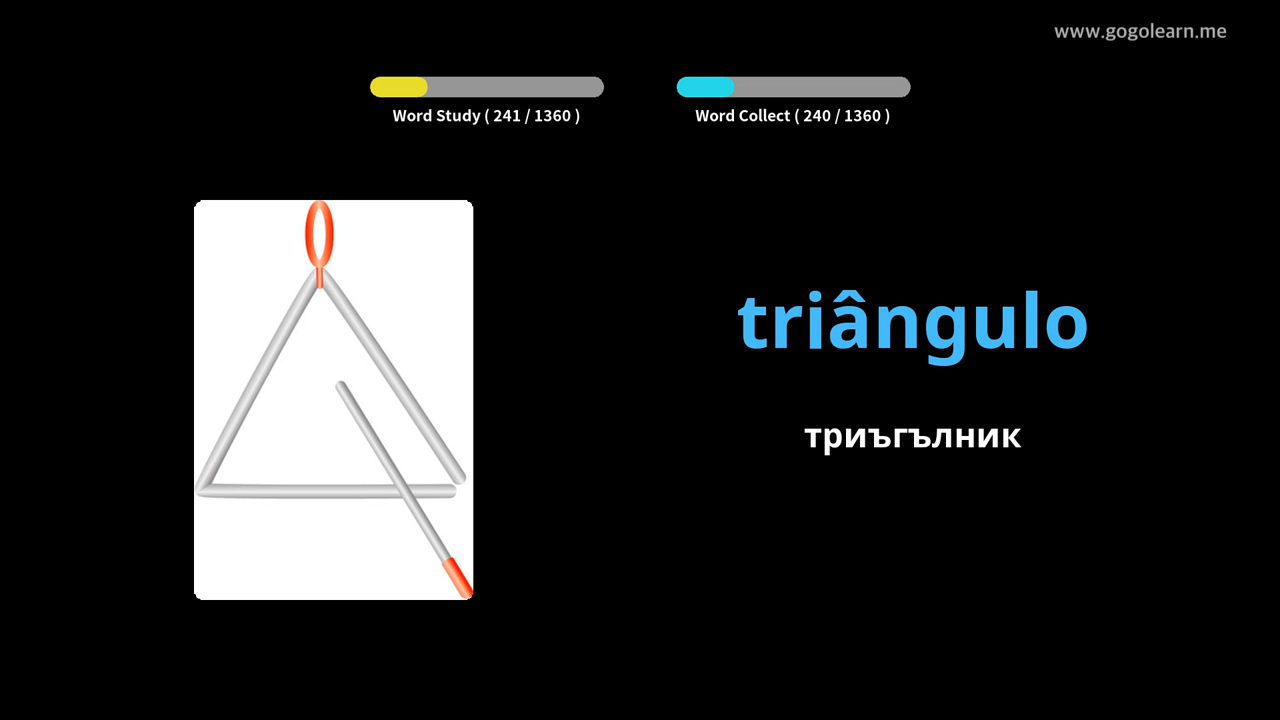 www.gogolearn.me
Word Study ( 241 / 1360 )
Word Collect ( 240 / 1360 )
triângulo
триъгълник